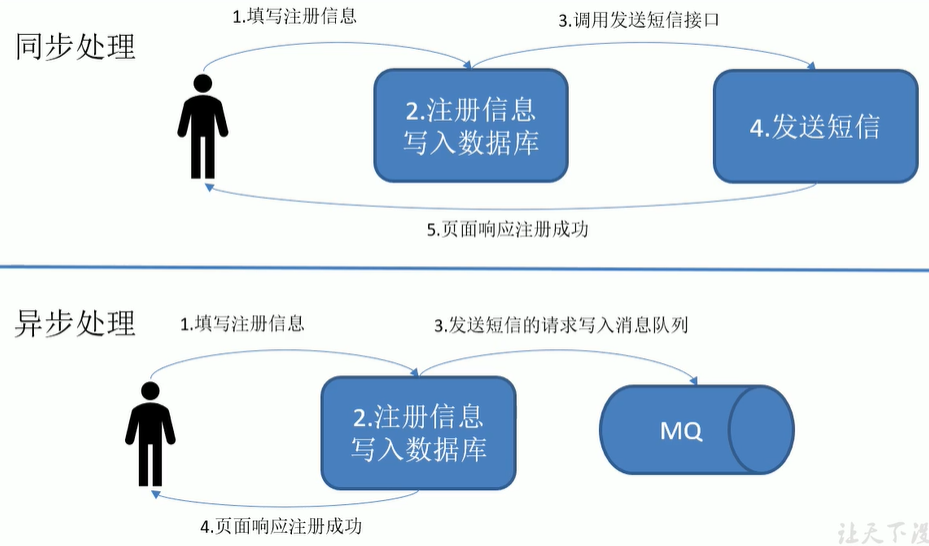 同步处理
1.填写注册信息
3.调用发送短信接口
2.注册信息
写入数据库
4.发送短信
5.页面响应注册成功
异步处理
1.填写注册信息
3.发送短信的请求写入消息队列
2.注册信息
写入数据库
MQ
4.页面响应注册成功
让天下没